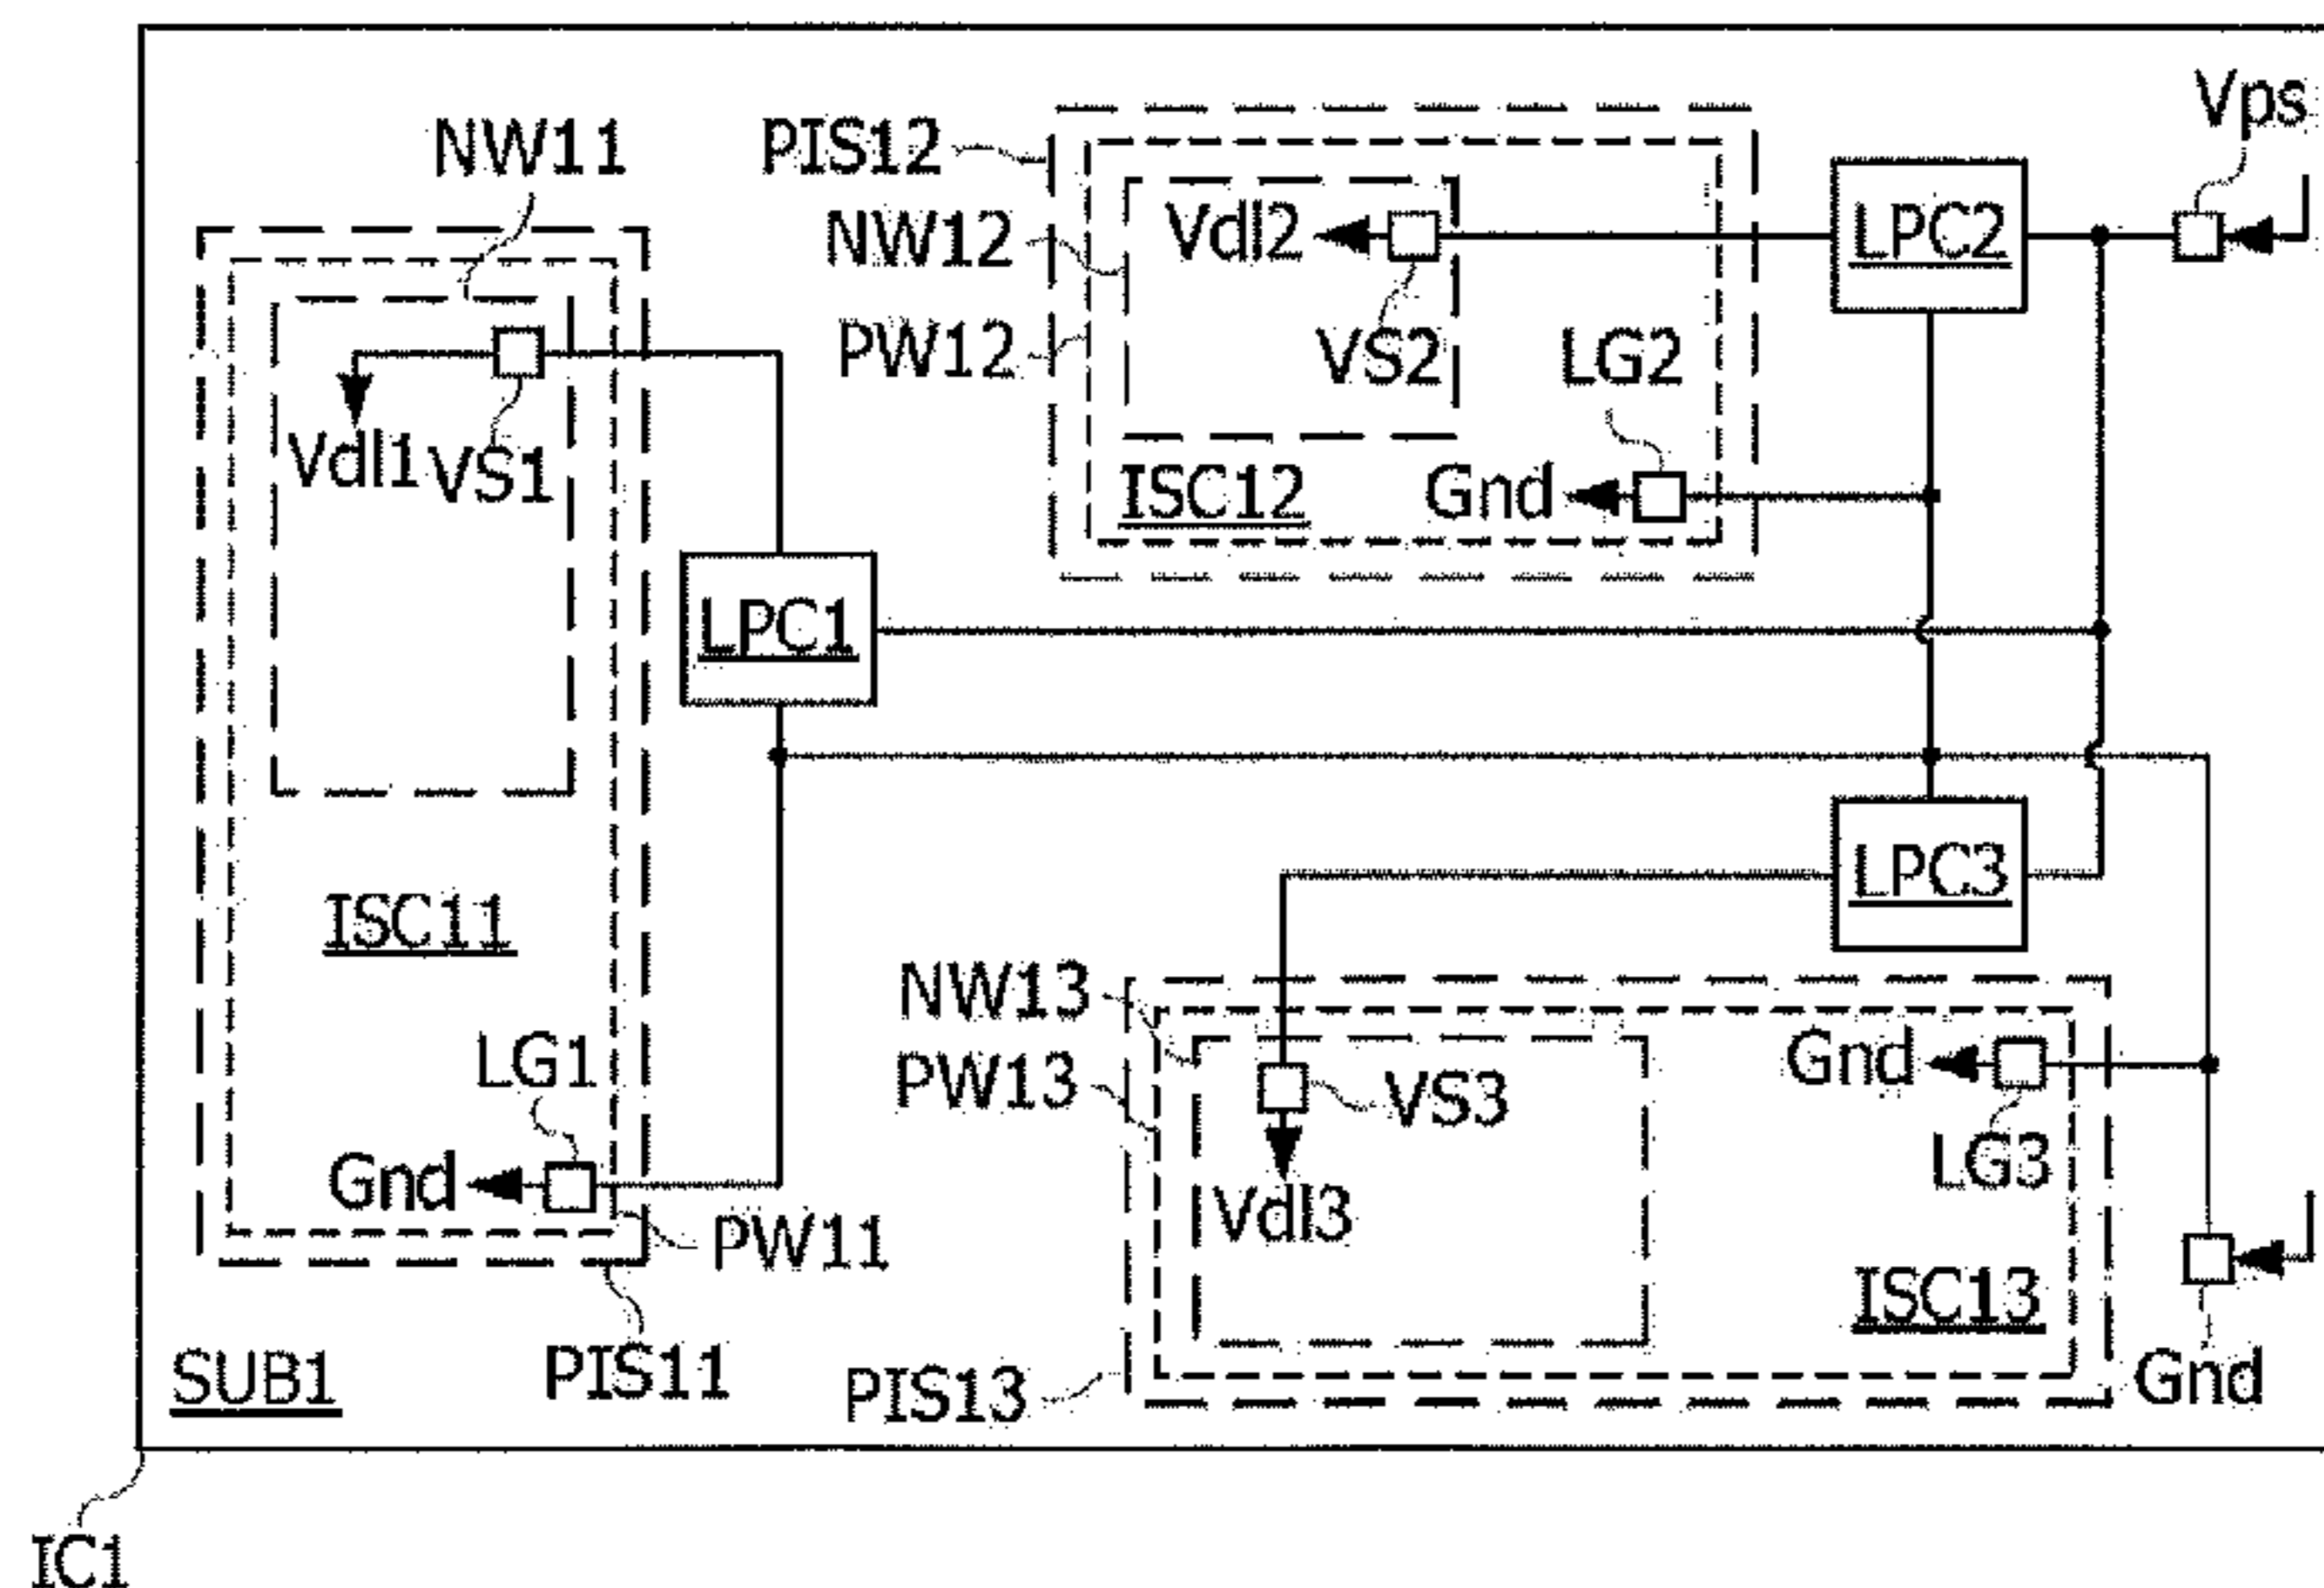 Vps
NW11
PIS12
NW12
Vdl2
LPC2
PW12
VS2
LG2
Vdl1
VS1
ISC12
Gnd
LPC1
LPC3
ISC11
NW13
LG1
Gnd
PW13
VS3
LG3
Gnd
Vdl3
PW11
ISC13
SUB1
PIS11
PIS13
Gnd
IC1